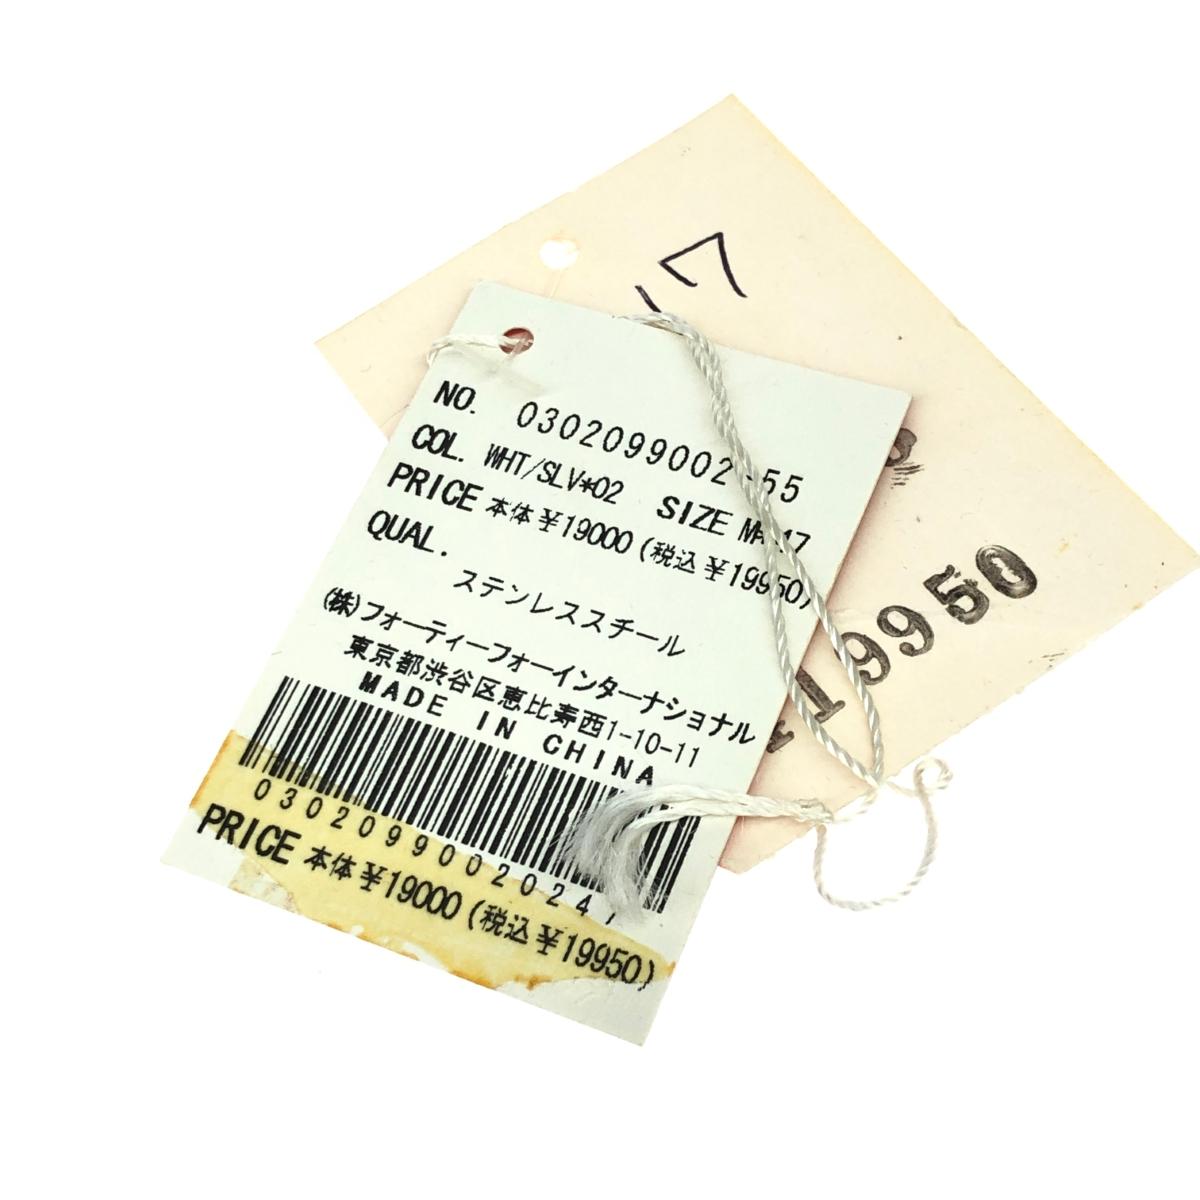 NO. 0302099002-55
COL. WHT/SLV*02 SIZE
PRICE 本体 ¥19000 (税込 ¥19950)
QUAL.
ステンレススチール
(株)フォーティーフォーインターナショナル
東京都渋谷区恵比寿西1-10-11
MADE IN CHINA
0302099002024
PRICE 本体 ¥19000 (税込 ¥19950)
19950